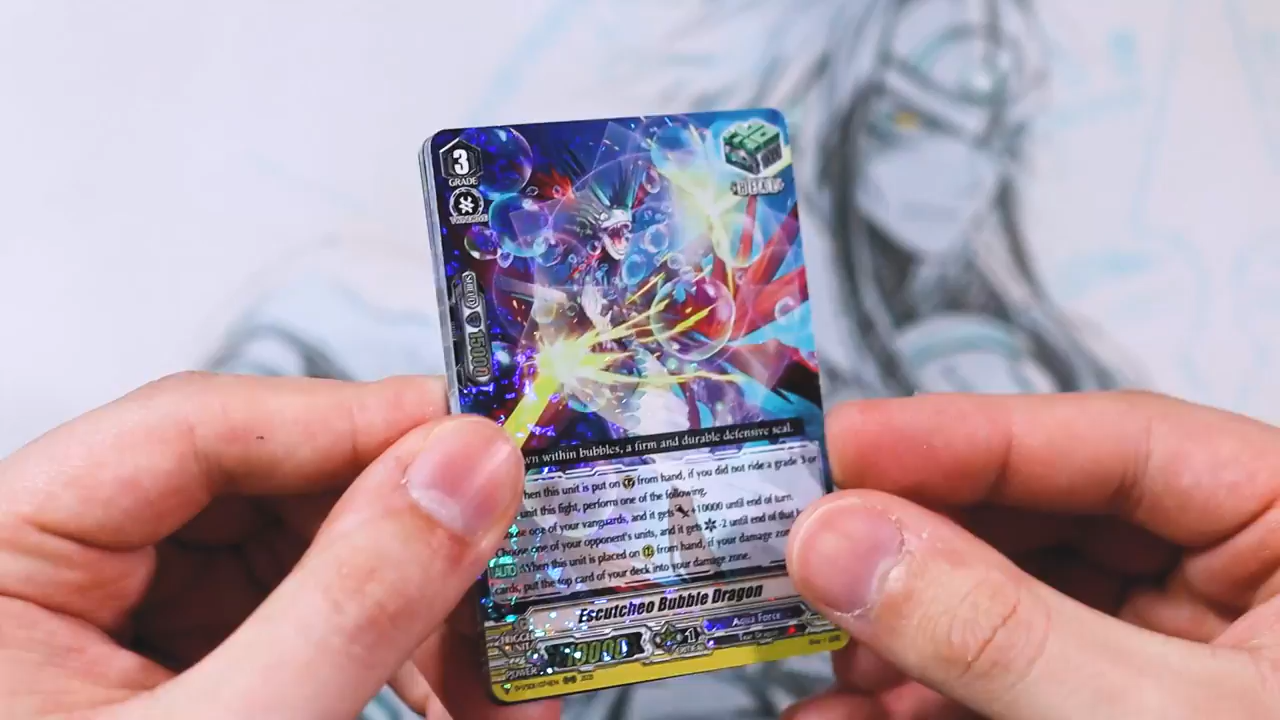 3
GRADE
SHIELD
15000
wn within bubbles, a firm and durable defensive seal.
hen this unit is put on from hand, if you did not ride a grade 3 or
unit this fight, perform one of the following.
one of your vanguards, and it gets +10000 until end of turn.
Choose one of your opponent's units, and it gets -2 until end of that
AUTO When this unit is placed on from hand, if your damage
cards, put the top card of your deck into your damage zone.
Escutcheo Bubble Dragon
Aqua Force
Tear Dragon
10000
1
POWER